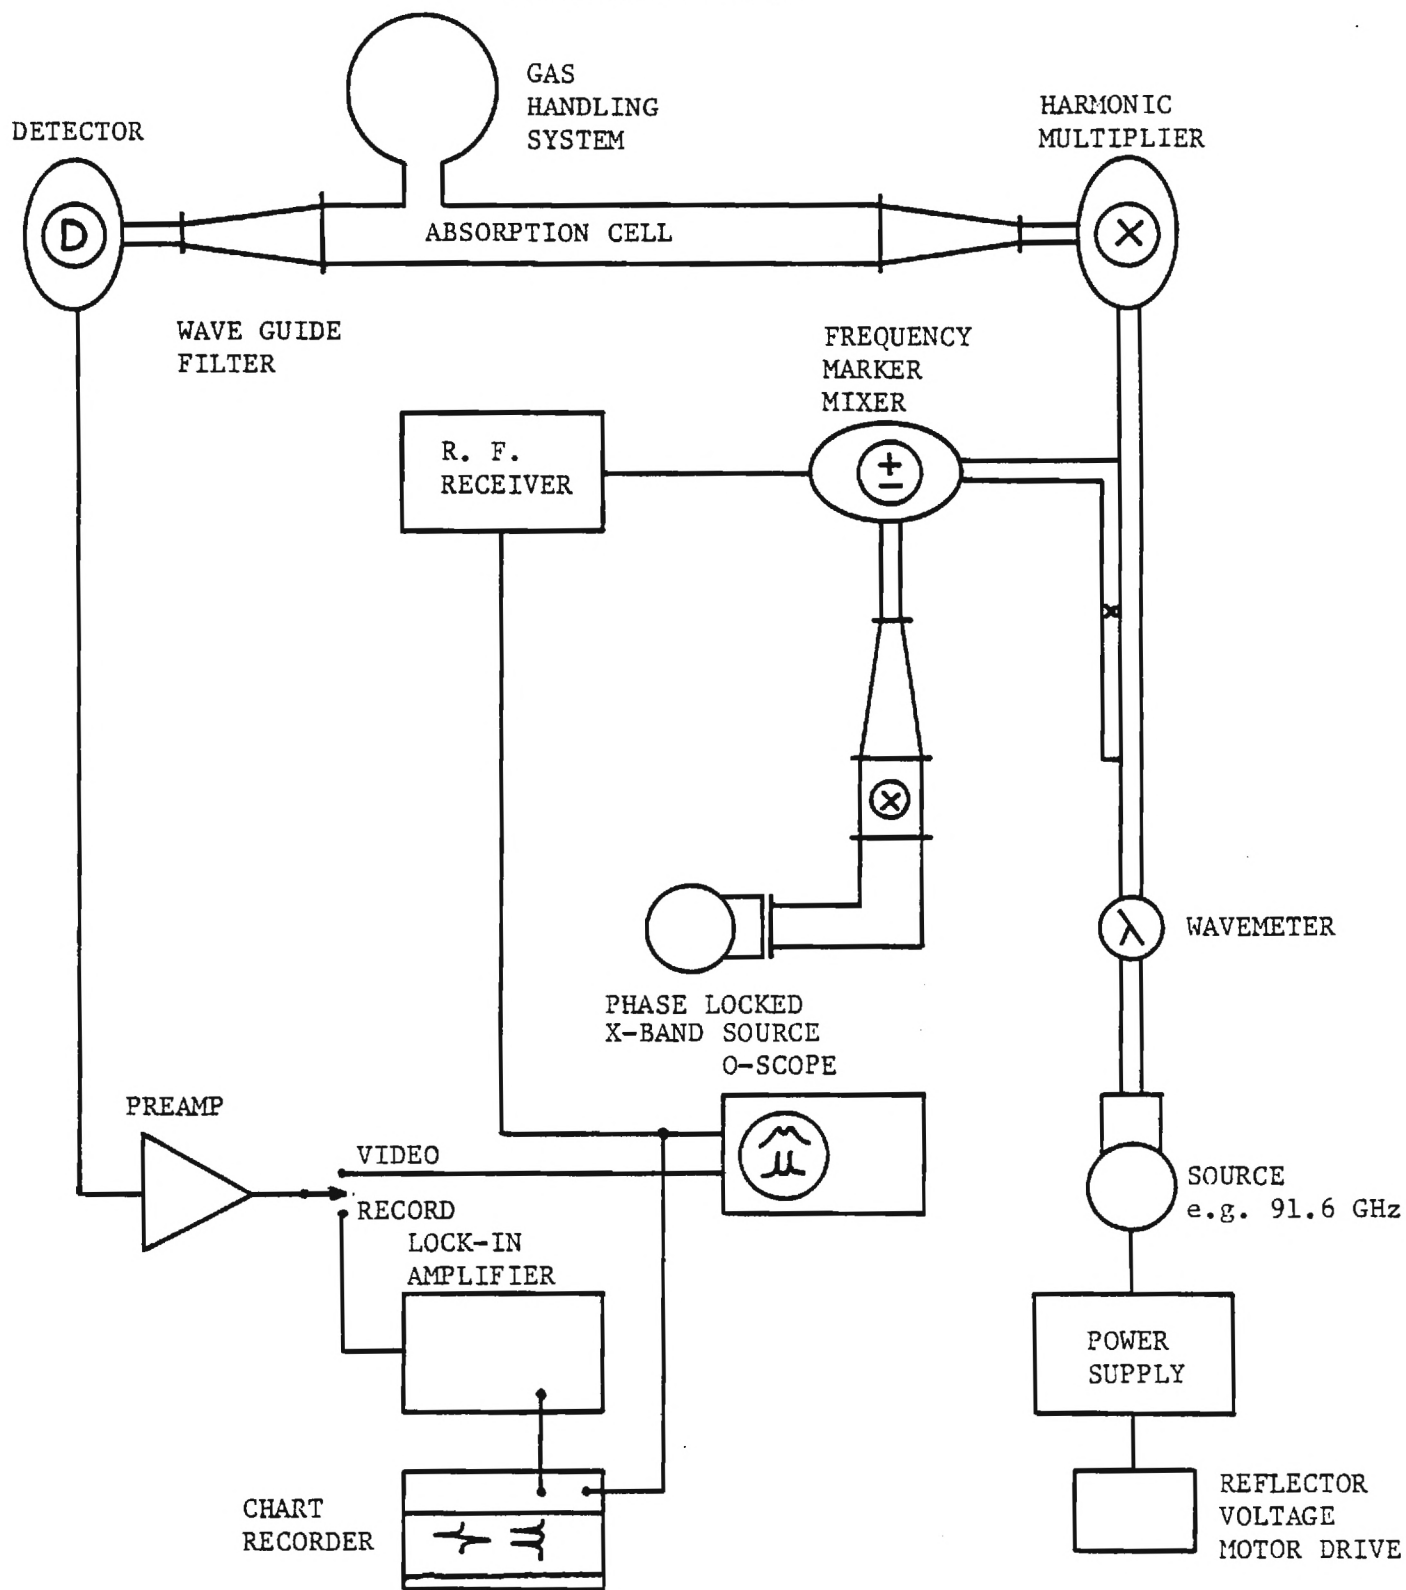 GAS
HANDLING
SYSTEM
HARMONIC
MULTIPLIER
DETECTOR
D
ABSORPTION CELL
X
WAVE GUIDE
FILTER
FREQUENCY
MARKER
MIXER
R. F.
RECEIVER
+
−
X
X
λ
WAVEMETER
PHASE LOCKED
X-BAND SOURCE
O-SCOPE
PREAMP
VIDEO
RECORD
SOURCE
e.g. 91.6 GHz
LOCK-IN
AMPLIFIER
POWER
SUPPLY
CHART
RECORDER
REFLECTOR
VOLTAGE
MOTOR DRIVE